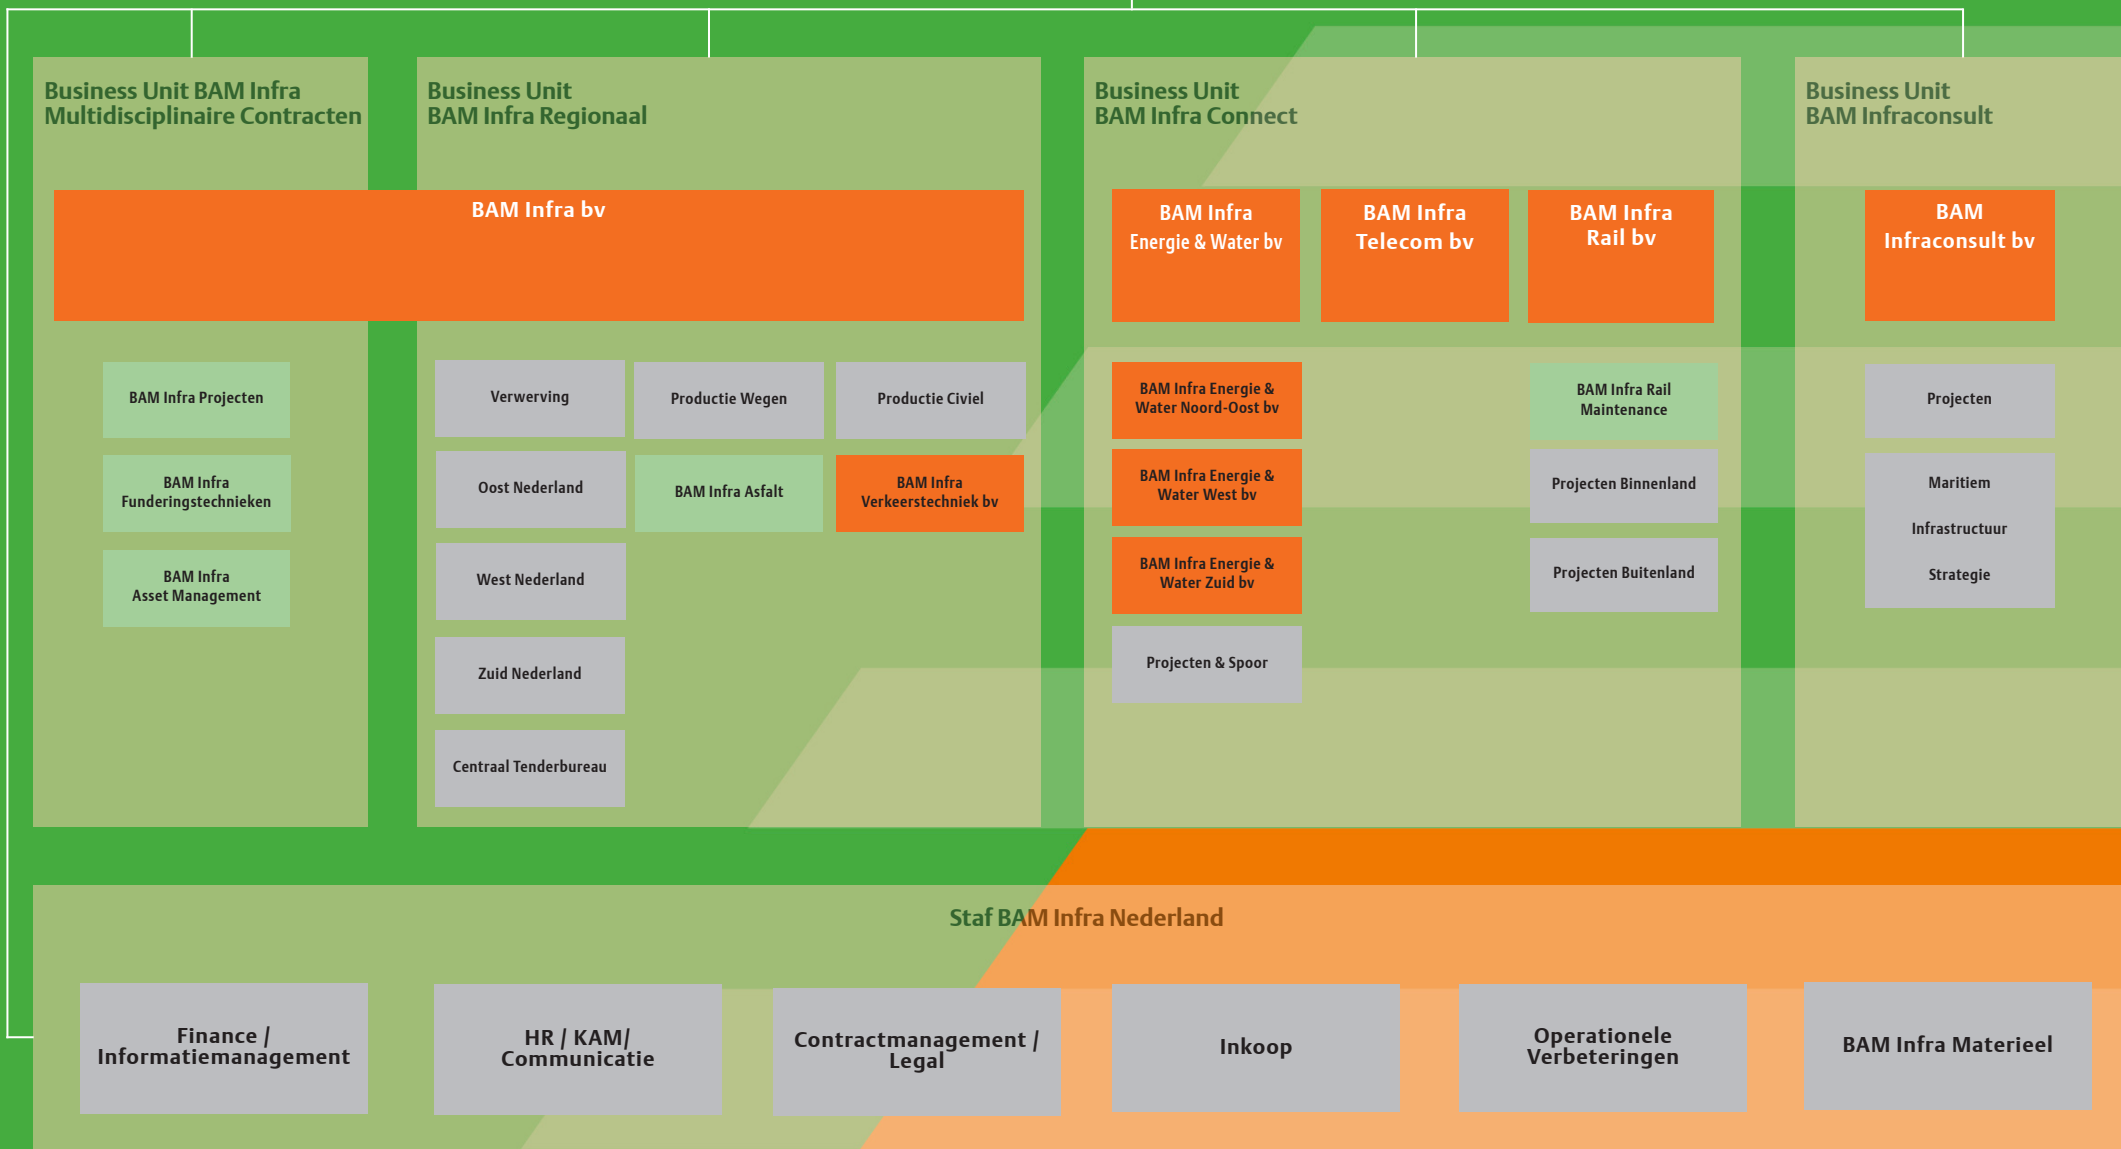 Business Unit BAM Infra
Multidisciplinaire Contracten
Business Unit
BAM Infra Regionaal
Business Unit
BAM Infra Connect
Business Unit
BAM Infraconsult
BAM Infra bv
BAM Infra
Energie & Water bv
BAM Infra
Telecom bv
BAM Infra
Rail bv
BAM
Infraconsult bv
BAM Infra Projecten
BAM Infra
Funderingstechnieken
BAM Infra
Asset Management
Verwerving
Oost Nederland
West Nederland
Zuid Nederland
Centraal Tenderbureau
Productie Wegen
BAM Infra Asfalt
Productie Civiel
BAM Infra
Verkeerstechniek bv
BAM Infra Energie &
Water Noord-Oost bv
BAM Infra Energie &
Water West bv
BAM Infra Energie &
Water Zuid bv
Projecten & Spoor
BAM Infra Rail
Maintenance
Projecten Binnenland
Projecten Buitenland
Projecten
Maritiem
Infrastructuur
Strategie
Staf BAM Infra Nederland
Finance /
Informatiemanagement
HR / KAM/
Communicatie
Contractmanagement /
Legal
Inkoop
Operationele
Verbeteringen
BAM Infra Materieel